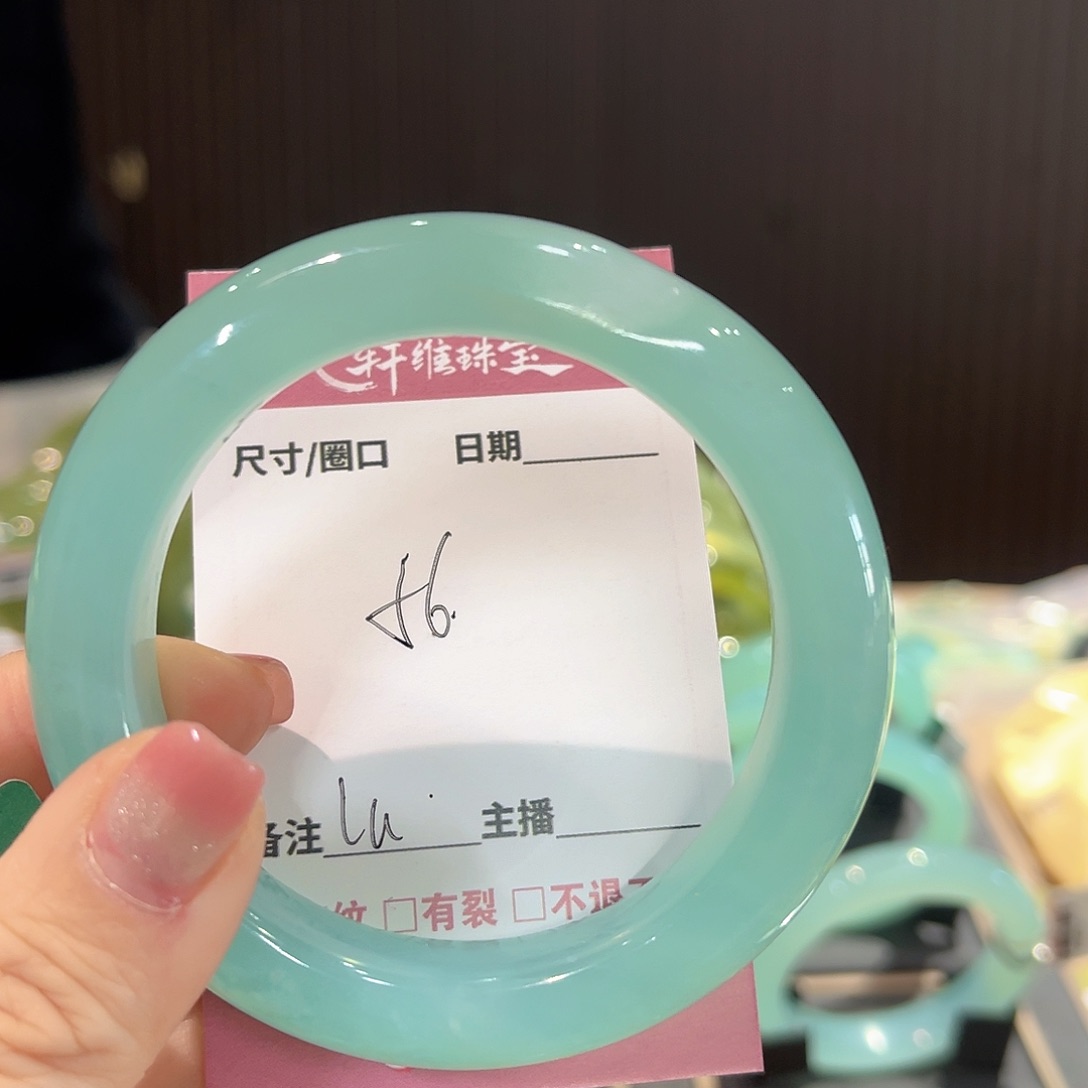 轩维珠宝
尺寸/圈口 日期
56.
备注 Lu 主播
纹 □有裂 □不退